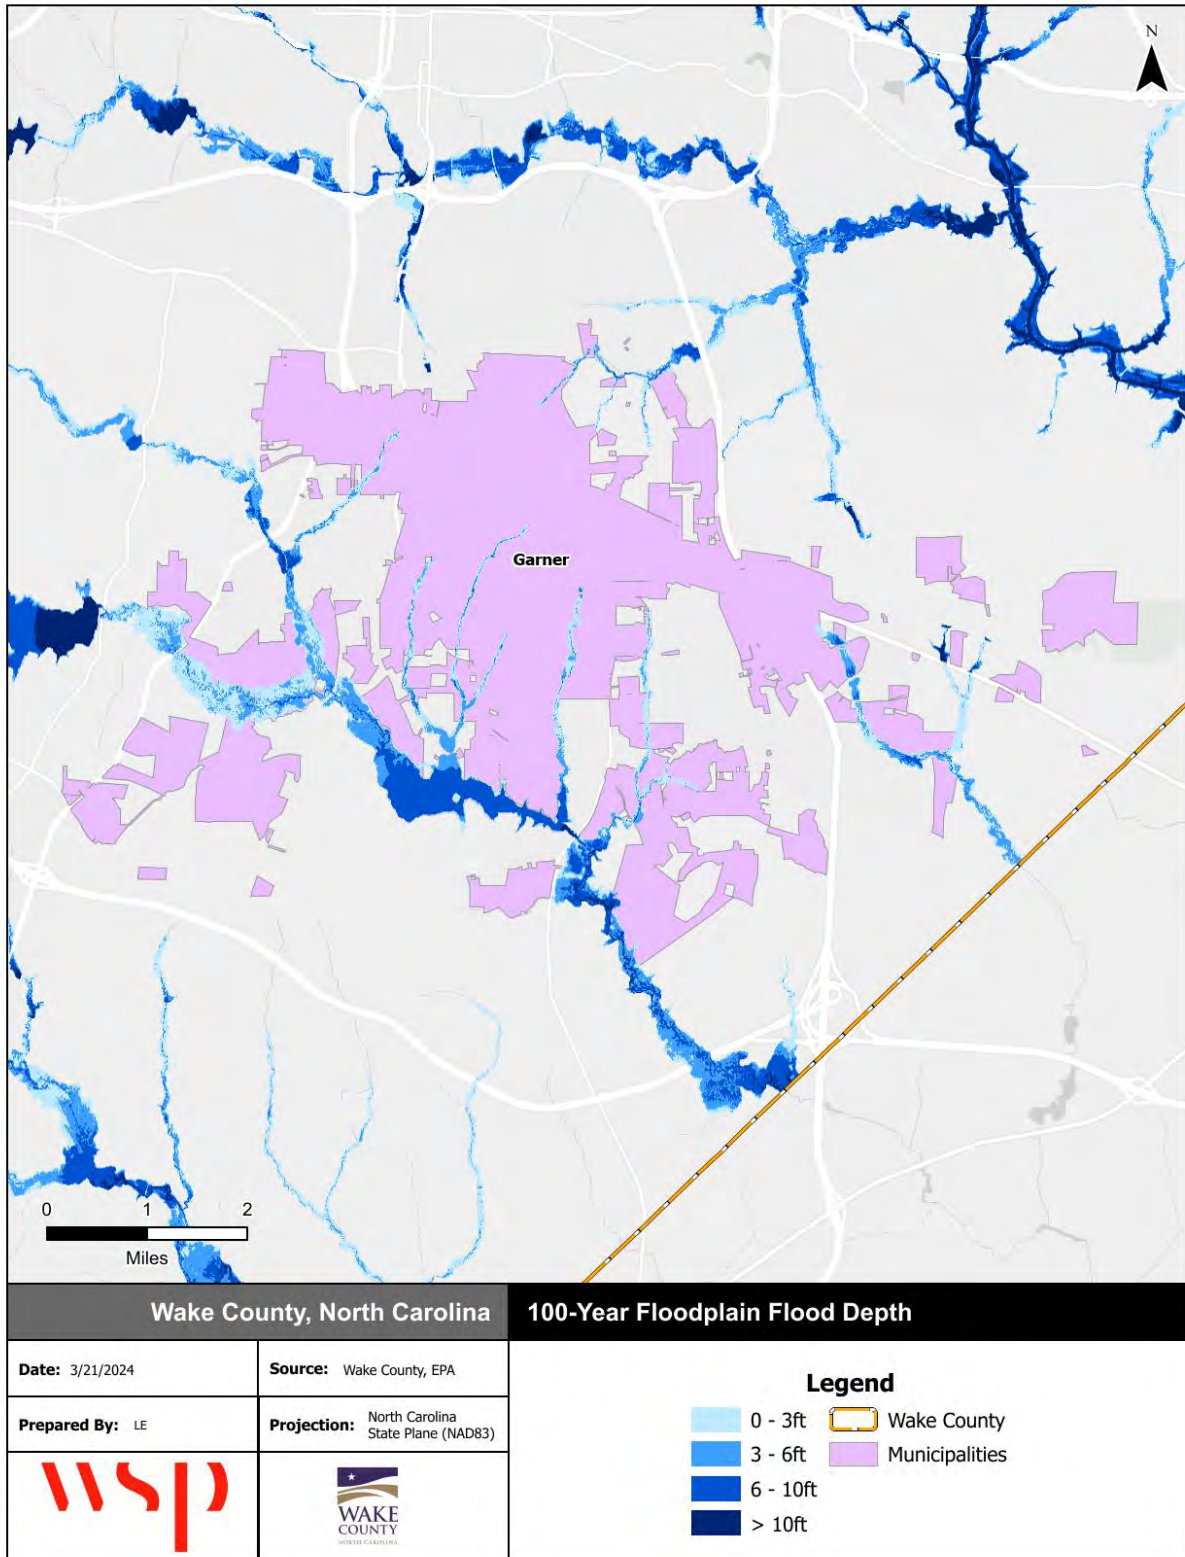 N
Garner
0 1 2
Miles
Wake County, North Carolina
100-Year Floodplain Flood Depth
Date: 3/21/2024
Source: Wake County, EPA
Prepared By: LE
Projection: North Carolina
State Plane (NAD83)
wsp
WAKE
COUNTY
NORTH CAROLINA
Legend
0 - 3ft
Wake County
3 - 6ft
Municipalities
6 - 10ft
> 10ft